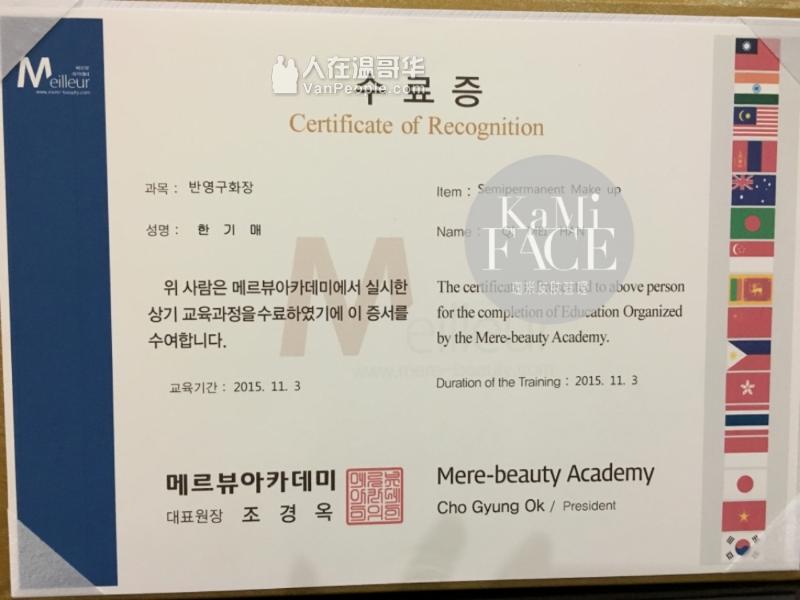 Meilleur
www.mere-beauty.com
人在温哥华
VanPeople.com
수료증
Certificate of Recognition
과목 : 반영구화장
Item : Semipermanent Make up
성명 : 한 기 매
Name : HAN
KaMi
FACE
위 사람은 메르뷰아카데미에서 실시한
상기 교육과정을수료하였기에 이 증서를
수여합니다.
The certificate is to above person
for the completion of Education Organized
by the Mere-beauty Academy.
Meilleur
교육기간 : 2015. 11. 3
Duration of the Training : 2015. 11. 3
메르뷰아카데미
대표원장 조 경 옥
Mere-beauty Academy
Cho Gyung Ok / President